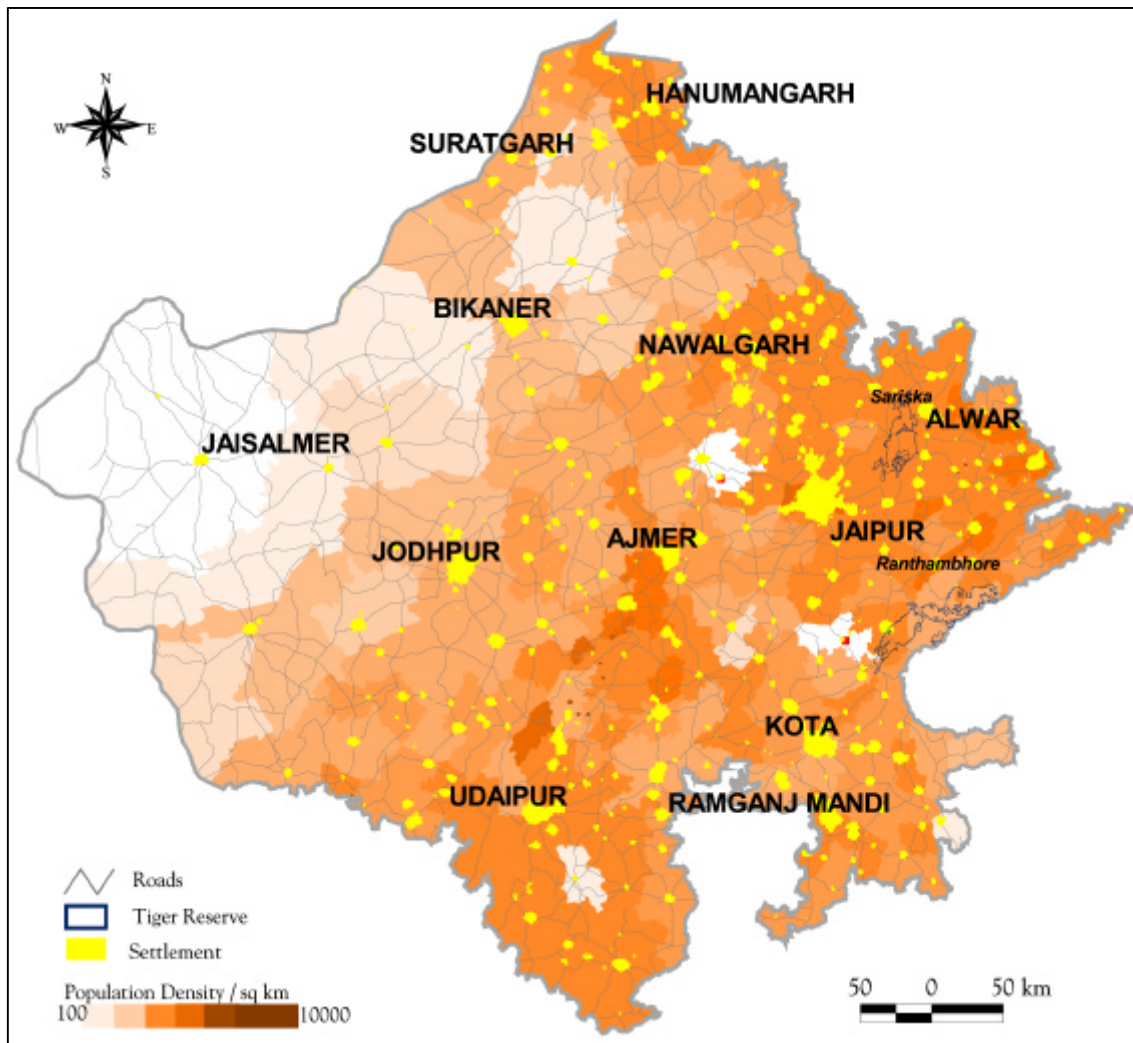 N
W E
S
HANUMANGARH
SURATGARH
BIKANER
NAWALGARH
Sariska
ALWAR
JAISALMER
JODHPUR
AJMER
JAIPUR
Ranthambhore
KOTA
UDAIPUR
RAMGANJ MANDI
Roads
Tiger Reserve
Settlement
Population Density / sq km
100 10000
50 0 50 km